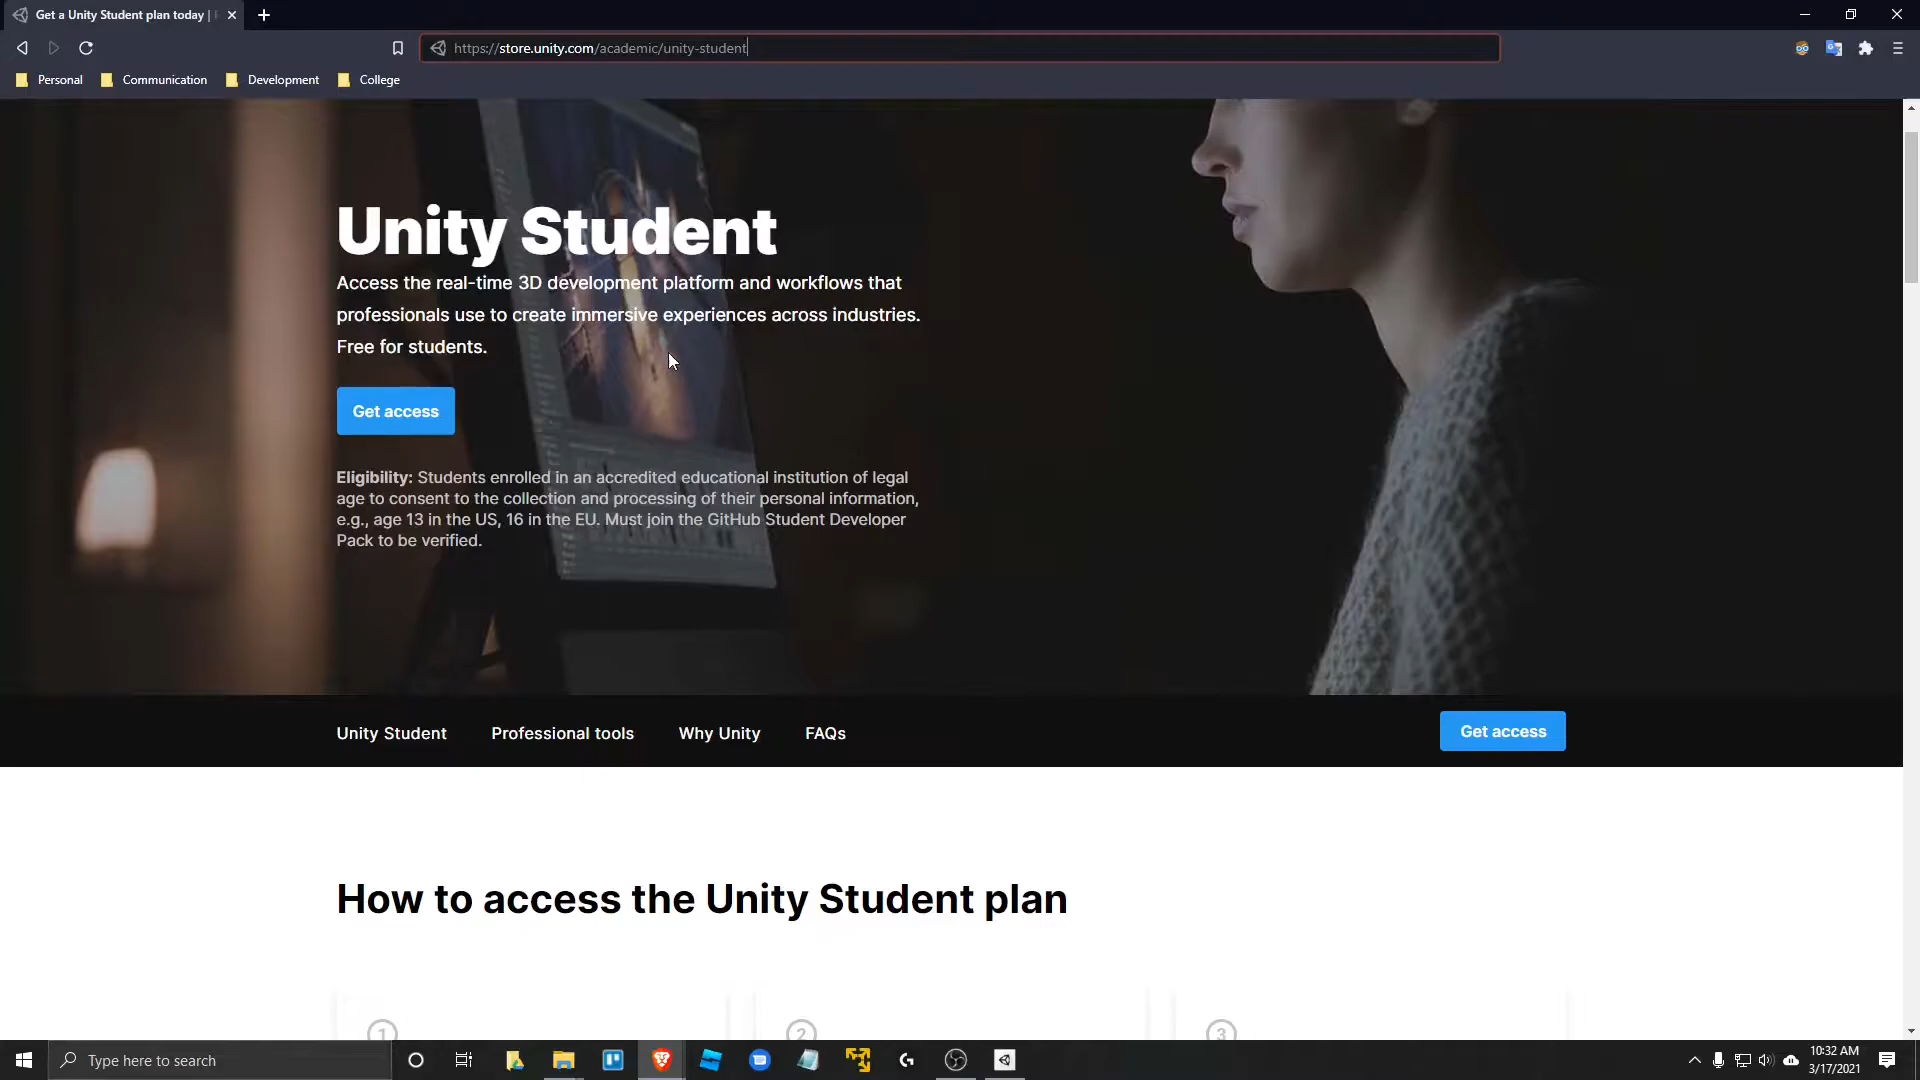 Get a Unity Student plan today |
https://store.unity.com/academic/unity-student
Personal
Communication
Development
College
Unity Student
Access the real-time 3D development platform and workflows that
professionals use to create immersive experiences across industries.
Free for students.
Get access
Eligibility: Students enrolled in an accredited educational institution of legal
age to consent to the collection and processing of their personal information,
e.g., age 13 in the US, 16 in the EU. Must join the GitHub Student Developer
Pack to be verified.
Unity Student
Professional tools
Why Unity
FAQs
Get access
How to access the Unity Student plan
1
2
3
Type here to search
10:32 AM
3/17/2021